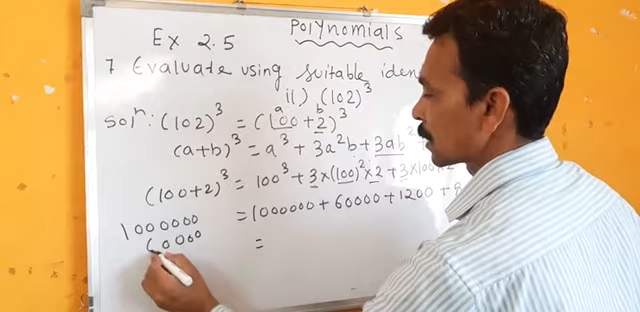 Polynomials
Ex 2.5
7 Evaluate using suitable iden
ii) (102)³
a b
Solⁿ: (102)³ = (100+2)³
(a+b)³ = a³ + 3a²b + 3ab²
(100+2)³ = 100³ + 3×(100)²×2 + 3×100×2
= 1000000 + 60000 + 1200 + 8
1000000
60000
=